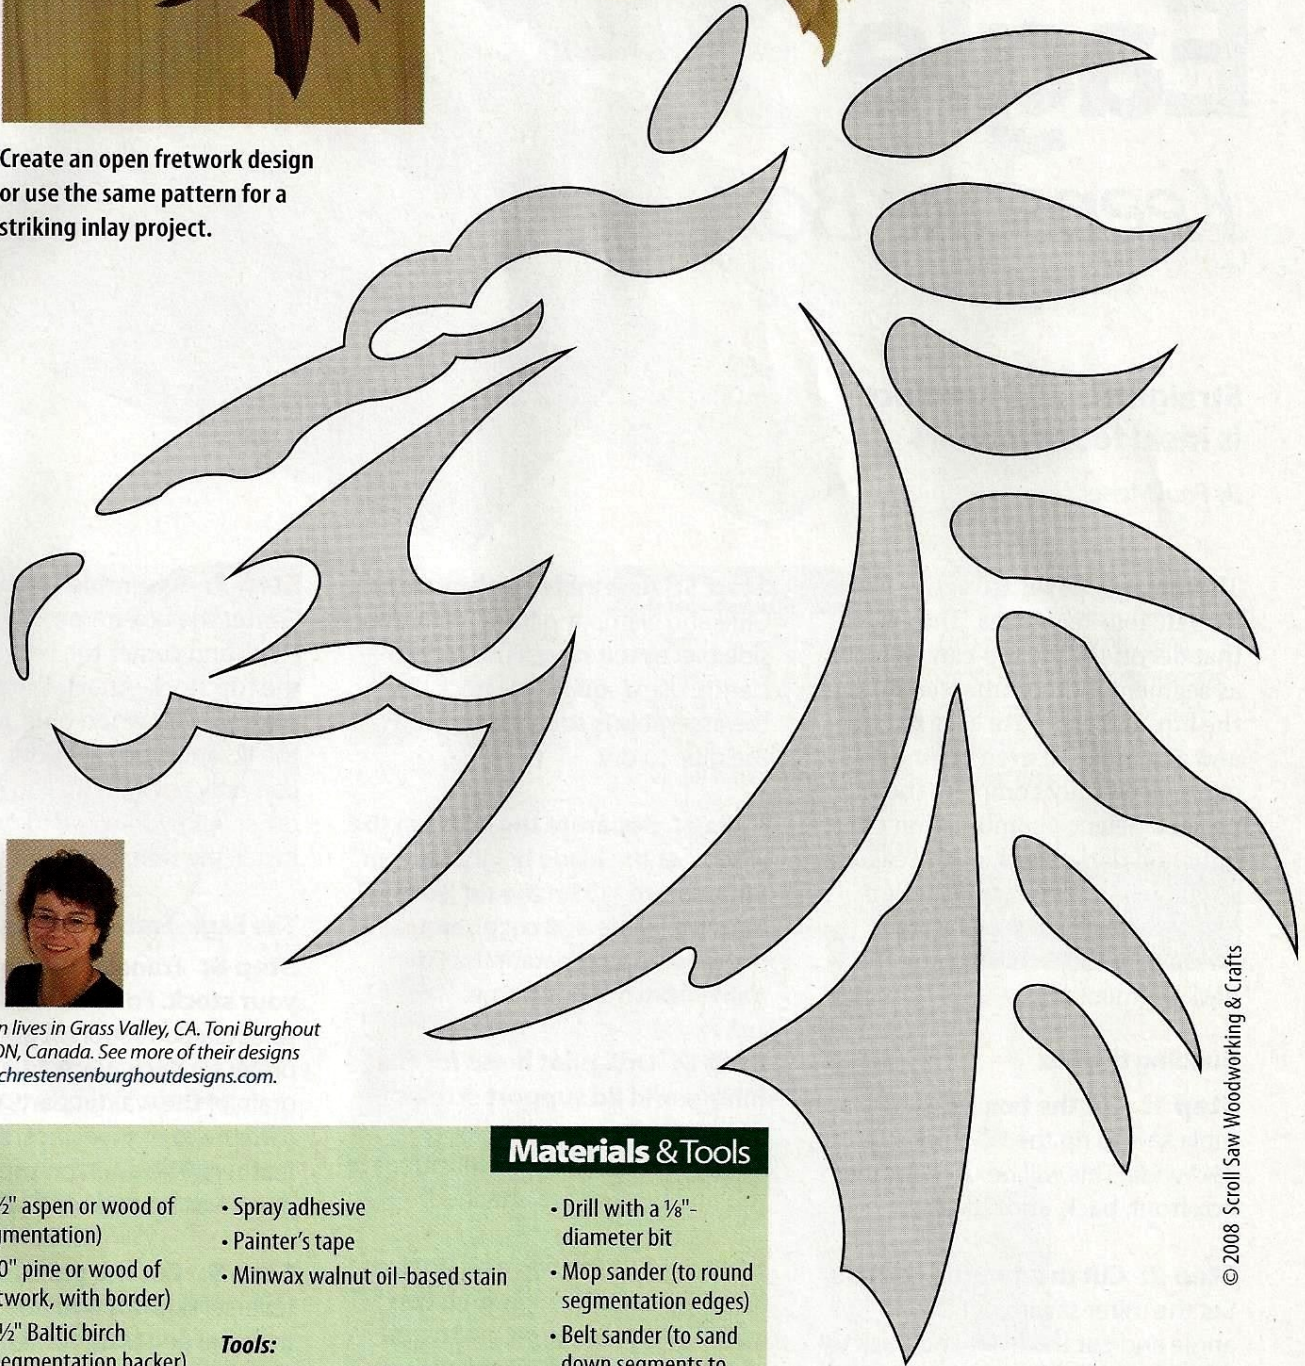 Create an open fretwork design
or use the same pattern for a
striking inlay project.
n lives in Grass Valley, CA. Toni Burghout
ON, Canada. See more of their designs
chrestensenburghoutdesigns.com.
© 2008 Scroll Saw Woodworking & Crafts
Materials & Tools
½" aspen or wood of
gmentation)
0" pine or wood of
twork, with border)
½" Baltic birch
egmentation backer)
• Spray adhesive
• Painter's tape
• Minwax walnut oil-based stain
Tools:
• Drill with a ⅛"-
diameter bit
• Mop sander (to round
segmentation edges)
• Belt sander (to sand
down segments to